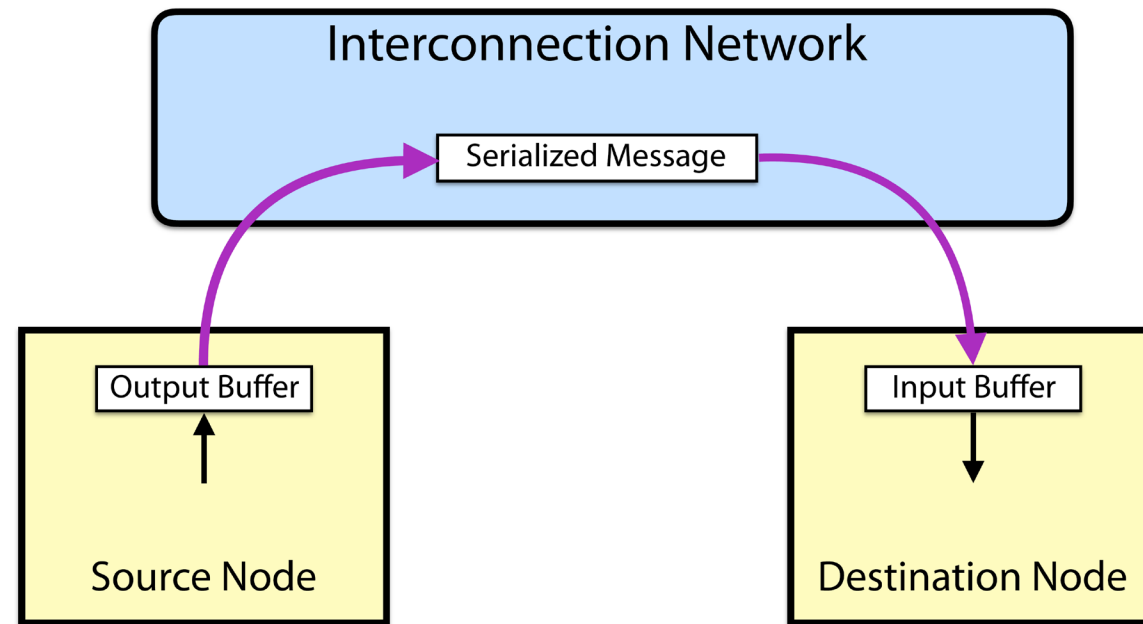 Interconnection Network
Serialized Message
Output Buffer
Input Buffer
Source Node
Destination Node